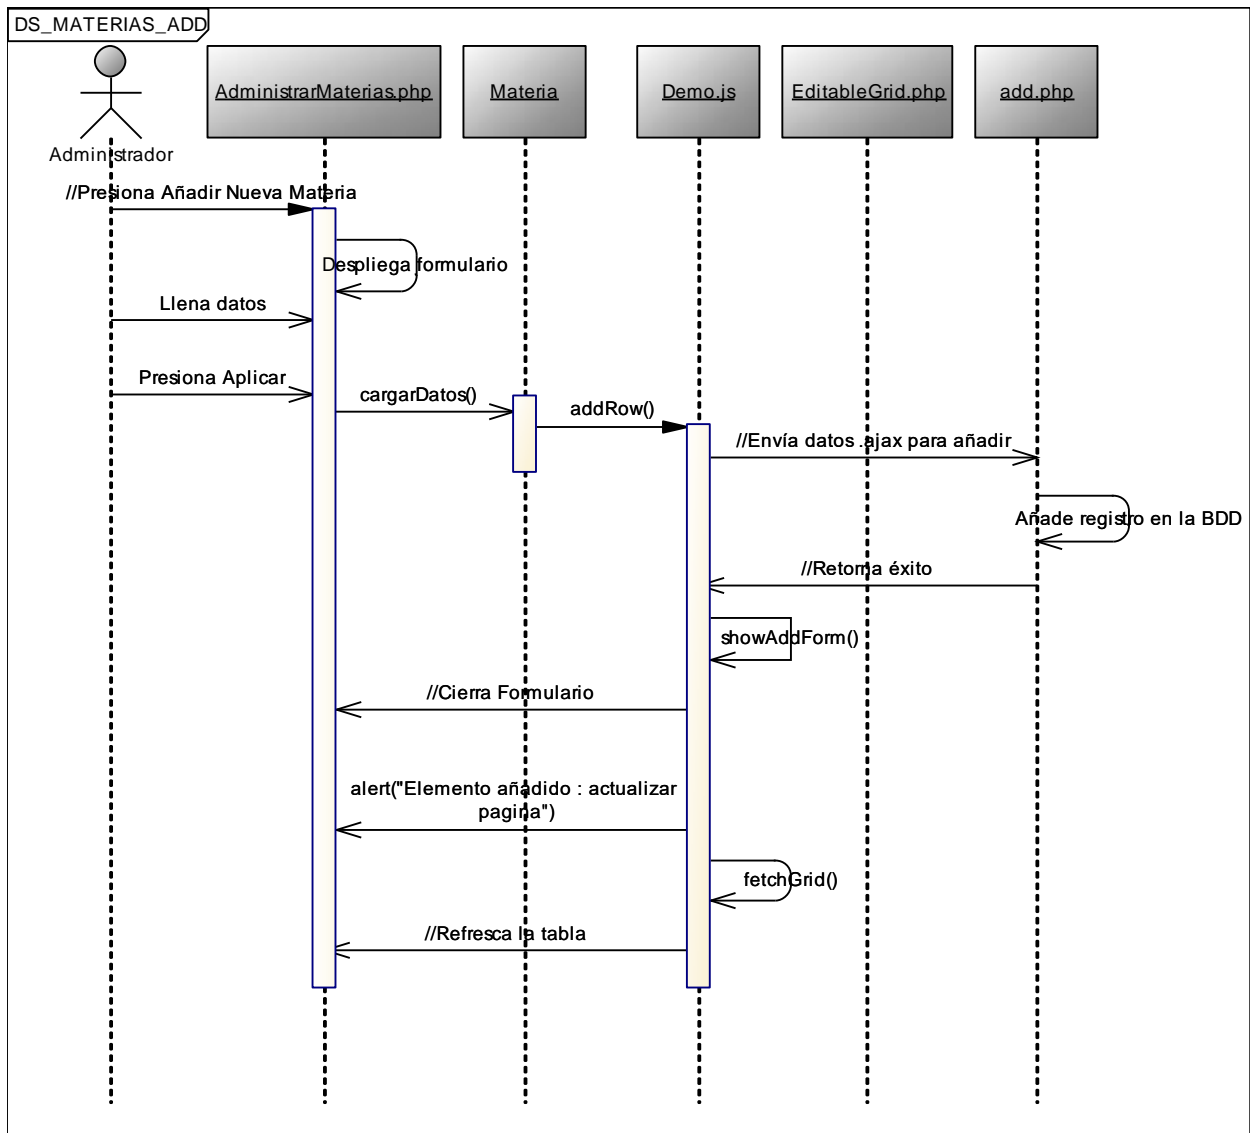 DS_MATERIAS_ADD
AdministrarMaterias.php
Materia
Demo.js
EditableGrid.php
add.php
Administrador
//Presiona Añadir Nueva Materia
Despliega formulario
Llena datos
Presiona Aplicar
cargarDatos()
addRow()
//Envía datos .ajax para añadir
Añade registro en la BDD
//Retorna éxito
showAddForm()
//Cierra Formulario
alert("Elemento añadido : actualizar
pagina")
fetchGrid()
//Refresca la tabla